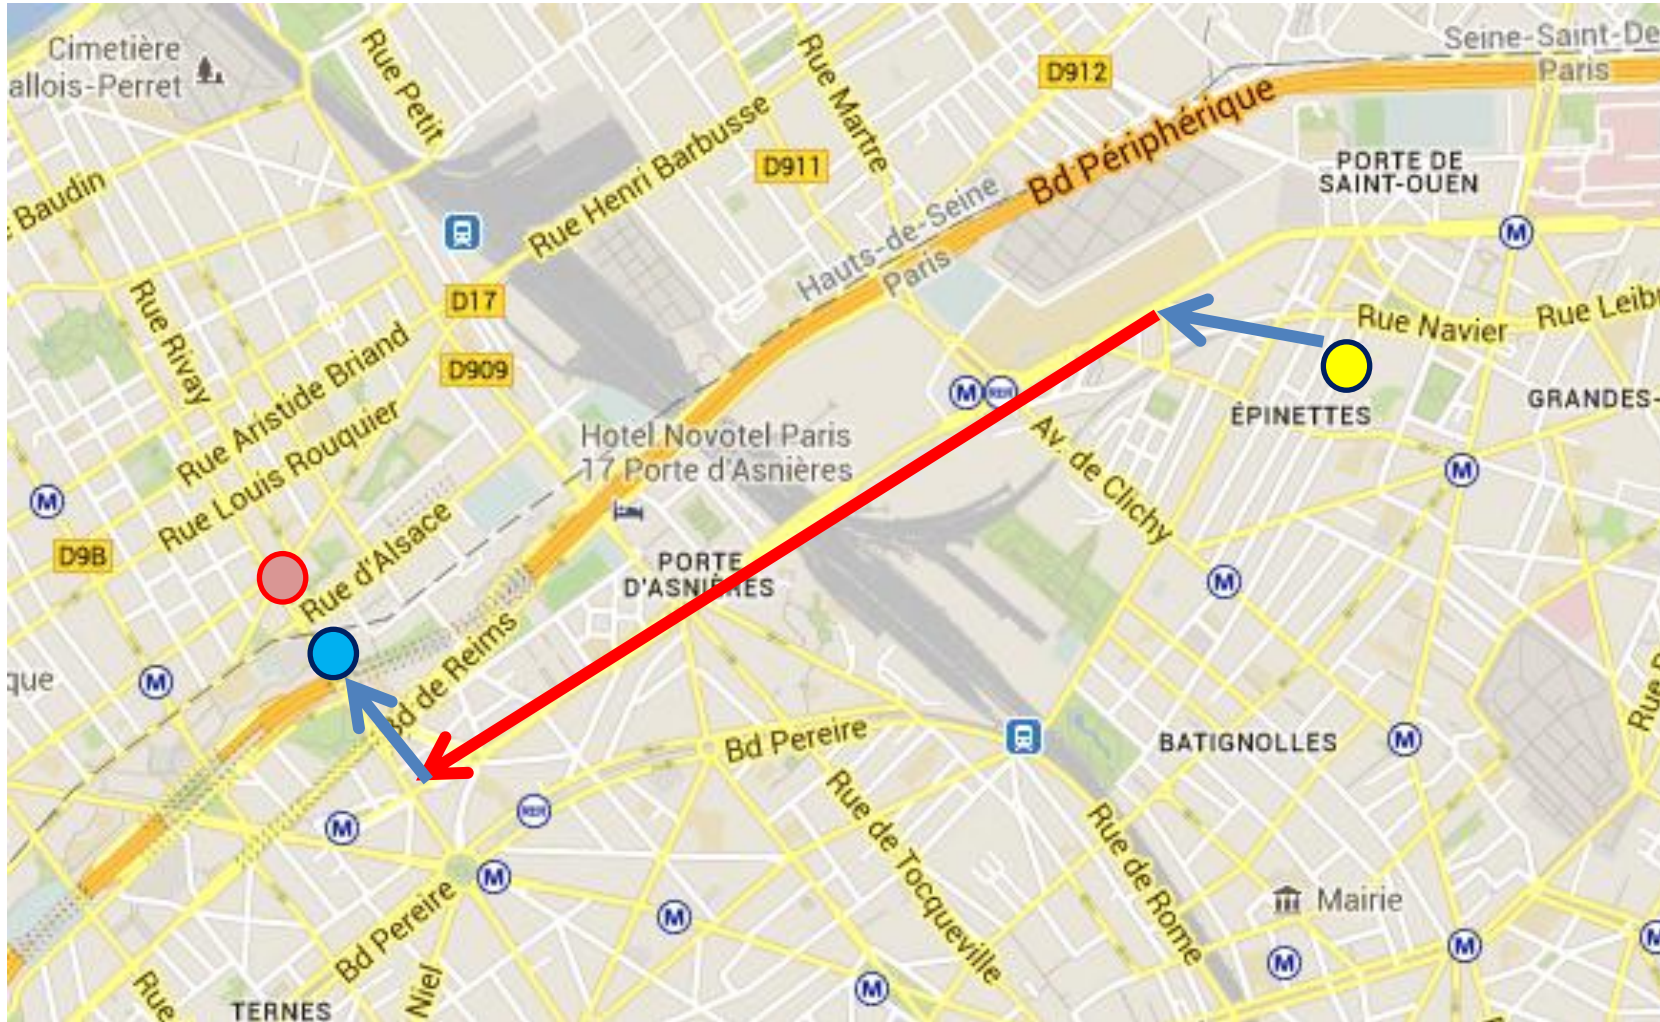 Cimetière
allois-Perret
Rue Petit
Rue Martre
D912
Seine-Saint-De
Paris
Bd Périphérique
Rue Henri Barbusse
D911
PORTE DE
SAINT-OUEN
Baudin
Hauts-de-Seine
Paris
M
D17
Rue Rivay
Rue Navier
Rue Leib
D909
Rue Aristide Briand
M
RER
ÉPINETTES
GRANDES-
Hotel Novotel Paris
17 Porte d'Asnières
Av. de Clichy
M
Rue Louis Rouquier
M
D9B
Rue d'Alsace
PORTE
D'ASNIÈRES
M
Bd de Reims
que
M
Rue
Bd Pereire
BATIGNOLLES
M
RER
M
M
Rue de Tocqueville
Rue de Rome
Mairie
M
Bd Pereire
Niel
M
M
M
M
Rue
TERNES